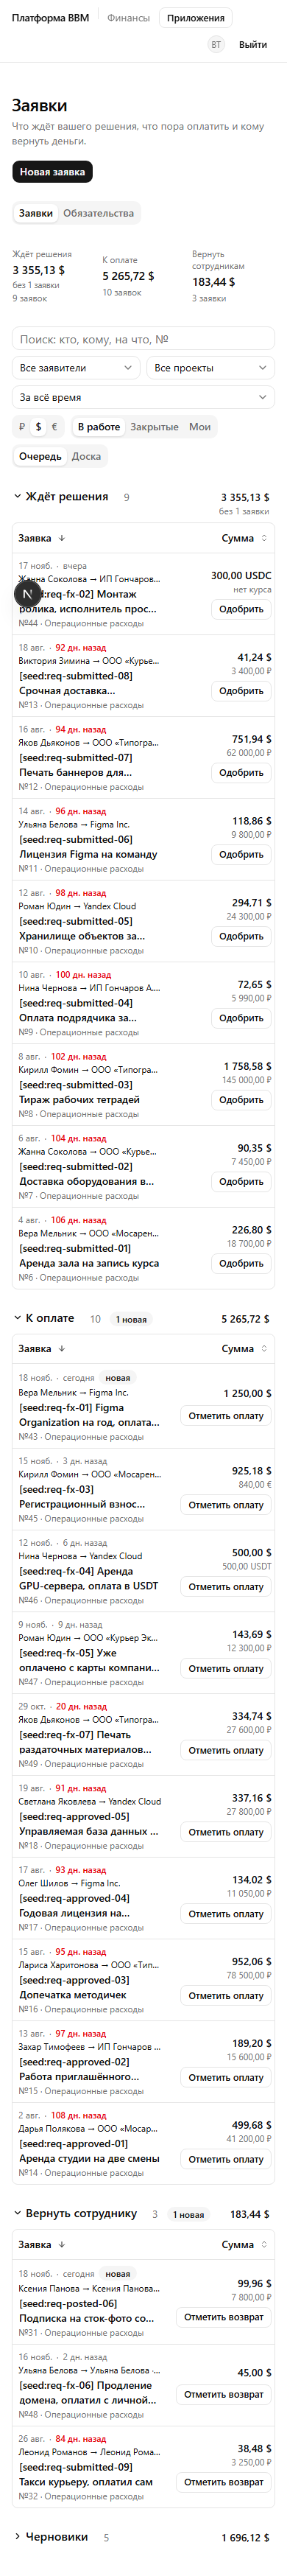 Платформа ВВМ
Финансы
Приложения
ВТ
Выйти
Заявки
Что ждёт вашего решения, что пора оплатить и кому
вернуть деньги.
Новая заявка
Заявки
Обязательства
Ждёт решения
3 355,13 $
без 1 заявки
9 заявок
К оплате
5 265,72 $
10 заявок
Вернуть
сотрудникам
183,44 $
3 заявки
Поиск: кто, кому, на что, №
Все заявители
Все проекты
За всё время
₽ $ €
В работе
Закрытые
Мои
Очередь
Доска
Ждёт решения 9
3 355,13 $
без 1 заявки
Заявка ↓
Сумма
17 нояб. · вчера
Жанна Соколова → ИП Гончаров...
300,00 USDC
нет курса
N
d:req-fx-02] Монтаж
ролика, исполнитель прос...
Одобрить
№44 · Операционные расходы
18 авг. · 92 дн. назад
Виктория Зимина → ООО «Курье...
41,24 $
3 400,00 ₽
[seed:req-submitted-08]
Срочная доставка...
Одобрить
№13 · Операционные расходы
16 авг. · 94 дн. назад
Яков Дьяконов → ООО «Типогра...
751,94 $
62 000,00 ₽
[seed:req-submitted-07]
Печать баннеров для...
Одобрить
№12 · Операционные расходы
14 авг. · 96 дн. назад
Ульяна Белова → Figma Inc.
118,86 $
9 800,00 ₽
[seed:req-submitted-06]
Лицензия Figma на команду
Одобрить
№11 · Операционные расходы
12 авг. · 98 дн. назад
Роман Юдин → Yandex Cloud
294,71 $
24 300,00 ₽
[seed:req-submitted-05]
Хранилище объектов за...
Одобрить
№10 · Операционные расходы
10 авг. · 100 дн. назад
Нина Чернова → ИП Гончаров А....
72,65 $
5 990,00 ₽
[seed:req-submitted-04]
Оплата подрядчика за...
Одобрить
№9 · Операционные расходы
8 авг. · 102 дн. назад
Кирилл Фомин → ООО «Типогра...
1 758,58 $
145 000,00 ₽
[seed:req-submitted-03]
Тираж рабочих тетрадей
Одобрить
№8 · Операционные расходы
6 авг. · 104 дн. назад
Жанна Соколова → ООО «Курье...
90,35 $
7 450,00 ₽
[seed:req-submitted-02]
Доставка оборудования в...
Одобрить
№7 · Операционные расходы
4 авг. · 106 дн. назад
Вера Мельник → ООО «Мосарен...
226,80 $
18 700,00 ₽
[seed:req-submitted-01]
Аренда зала на запись курса
Одобрить
№6 · Операционные расходы
К оплате 10 1 новая
5 265,72 $
Заявка ↓
Сумма
18 нояб. · сегодня новая
Вера Мельник → Figma Inc.
1 250,00 $
[seed:req-fx-01] Figma
Organization на год, оплата...
Отметить оплату
№43 · Операционные расходы
15 нояб. · 3 дн. назад
Кирилл Фомин → ООО «Мосарен...
925,18 $
840,00 €
[seed:req-fx-03]
Регистрационный взнос...
Отметить оплату
№45 · Операционные расходы
12 нояб. · 6 дн. назад
Нина Чернова → Yandex Cloud
500,00 $
500,00 USDT
[seed:req-fx-04] Аренда
GPU-сервера, оплата в USDT
Отметить оплату
№46 · Операционные расходы
9 нояб. · 9 дн. назад
Роман Юдин → ООО «Курьер Эк...
143,69 $
12 300,00 ₽
[seed:req-fx-05] Уже
оплачено с карты компани...
Отметить оплату
№47 · Операционные расходы
29 окт. · 20 дн. назад
Яков Дьяконов → ООО «Типогра...
334,74 $
27 600,00 ₽
[seed:req-fx-07] Печать
раздаточных материалов...
Отметить оплату
№49 · Операционные расходы
19 авг. · 91 дн. назад
Светлана Яковлева → Yandex Cloud
337,16 $
27 800,00 ₽
[seed:req-approved-05]
Управляемая база данных ...
Отметить оплату
№18 · Операционные расходы
17 авг. · 93 дн. назад
Олег Шилов → Figma Inc.
134,02 $
11 050,00 ₽
[seed:req-approved-04]
Годовая лицензия на...
Отметить оплату
№17 · Операционные расходы
15 авг. · 95 дн. назад
Лариса Харитонова → ООО «Тип...
952,06 $
78 500,00 ₽
[seed:req-approved-03]
Допечатка методичек
Отметить оплату
№16 · Операционные расходы
13 авг. · 97 дн. назад
Захар Тимофеев → ИП Гончаров ...
189,20 $
15 600,00 ₽
[seed:req-approved-02]
Работа приглашённого...
Отметить оплату
№15 · Операционные расходы
2 авг. · 108 дн. назад
Дарья Полякова → ООО «Мосар...
499,68 $
41 200,00 ₽
[seed:req-approved-01]
Аренда студии на две смены
Отметить оплату
№14 · Операционные расходы
Вернуть сотруднику 3 1 новая
183,44 $
Заявка ↓
Сумма
18 нояб. · сегодня новая
Ксения Панова → Ксения Панова...
99,96 $
7 800,00 ₽
[seed:req-posted-06]
Подписка на сток-фото со...
Отметить возврат
№31 · Операционные расходы
16 нояб. · 2 дн. назад
Ульяна Белова → Ульяна Белова ·...
45,00 $
[seed:req-fx-06] Продление
домена, оплатил с личной...
Отметить возврат
№48 · Операционные расходы
26 авг. · 84 дн. назад
Леонид Романов → Леонид Рома...
38,48 $
3 250,00 ₽
[seed:req-submitted-09]
Такси курьеру, оплатил сам
Отметить возврат
№32 · Операционные расходы
Черновики 5
1 696,12 $